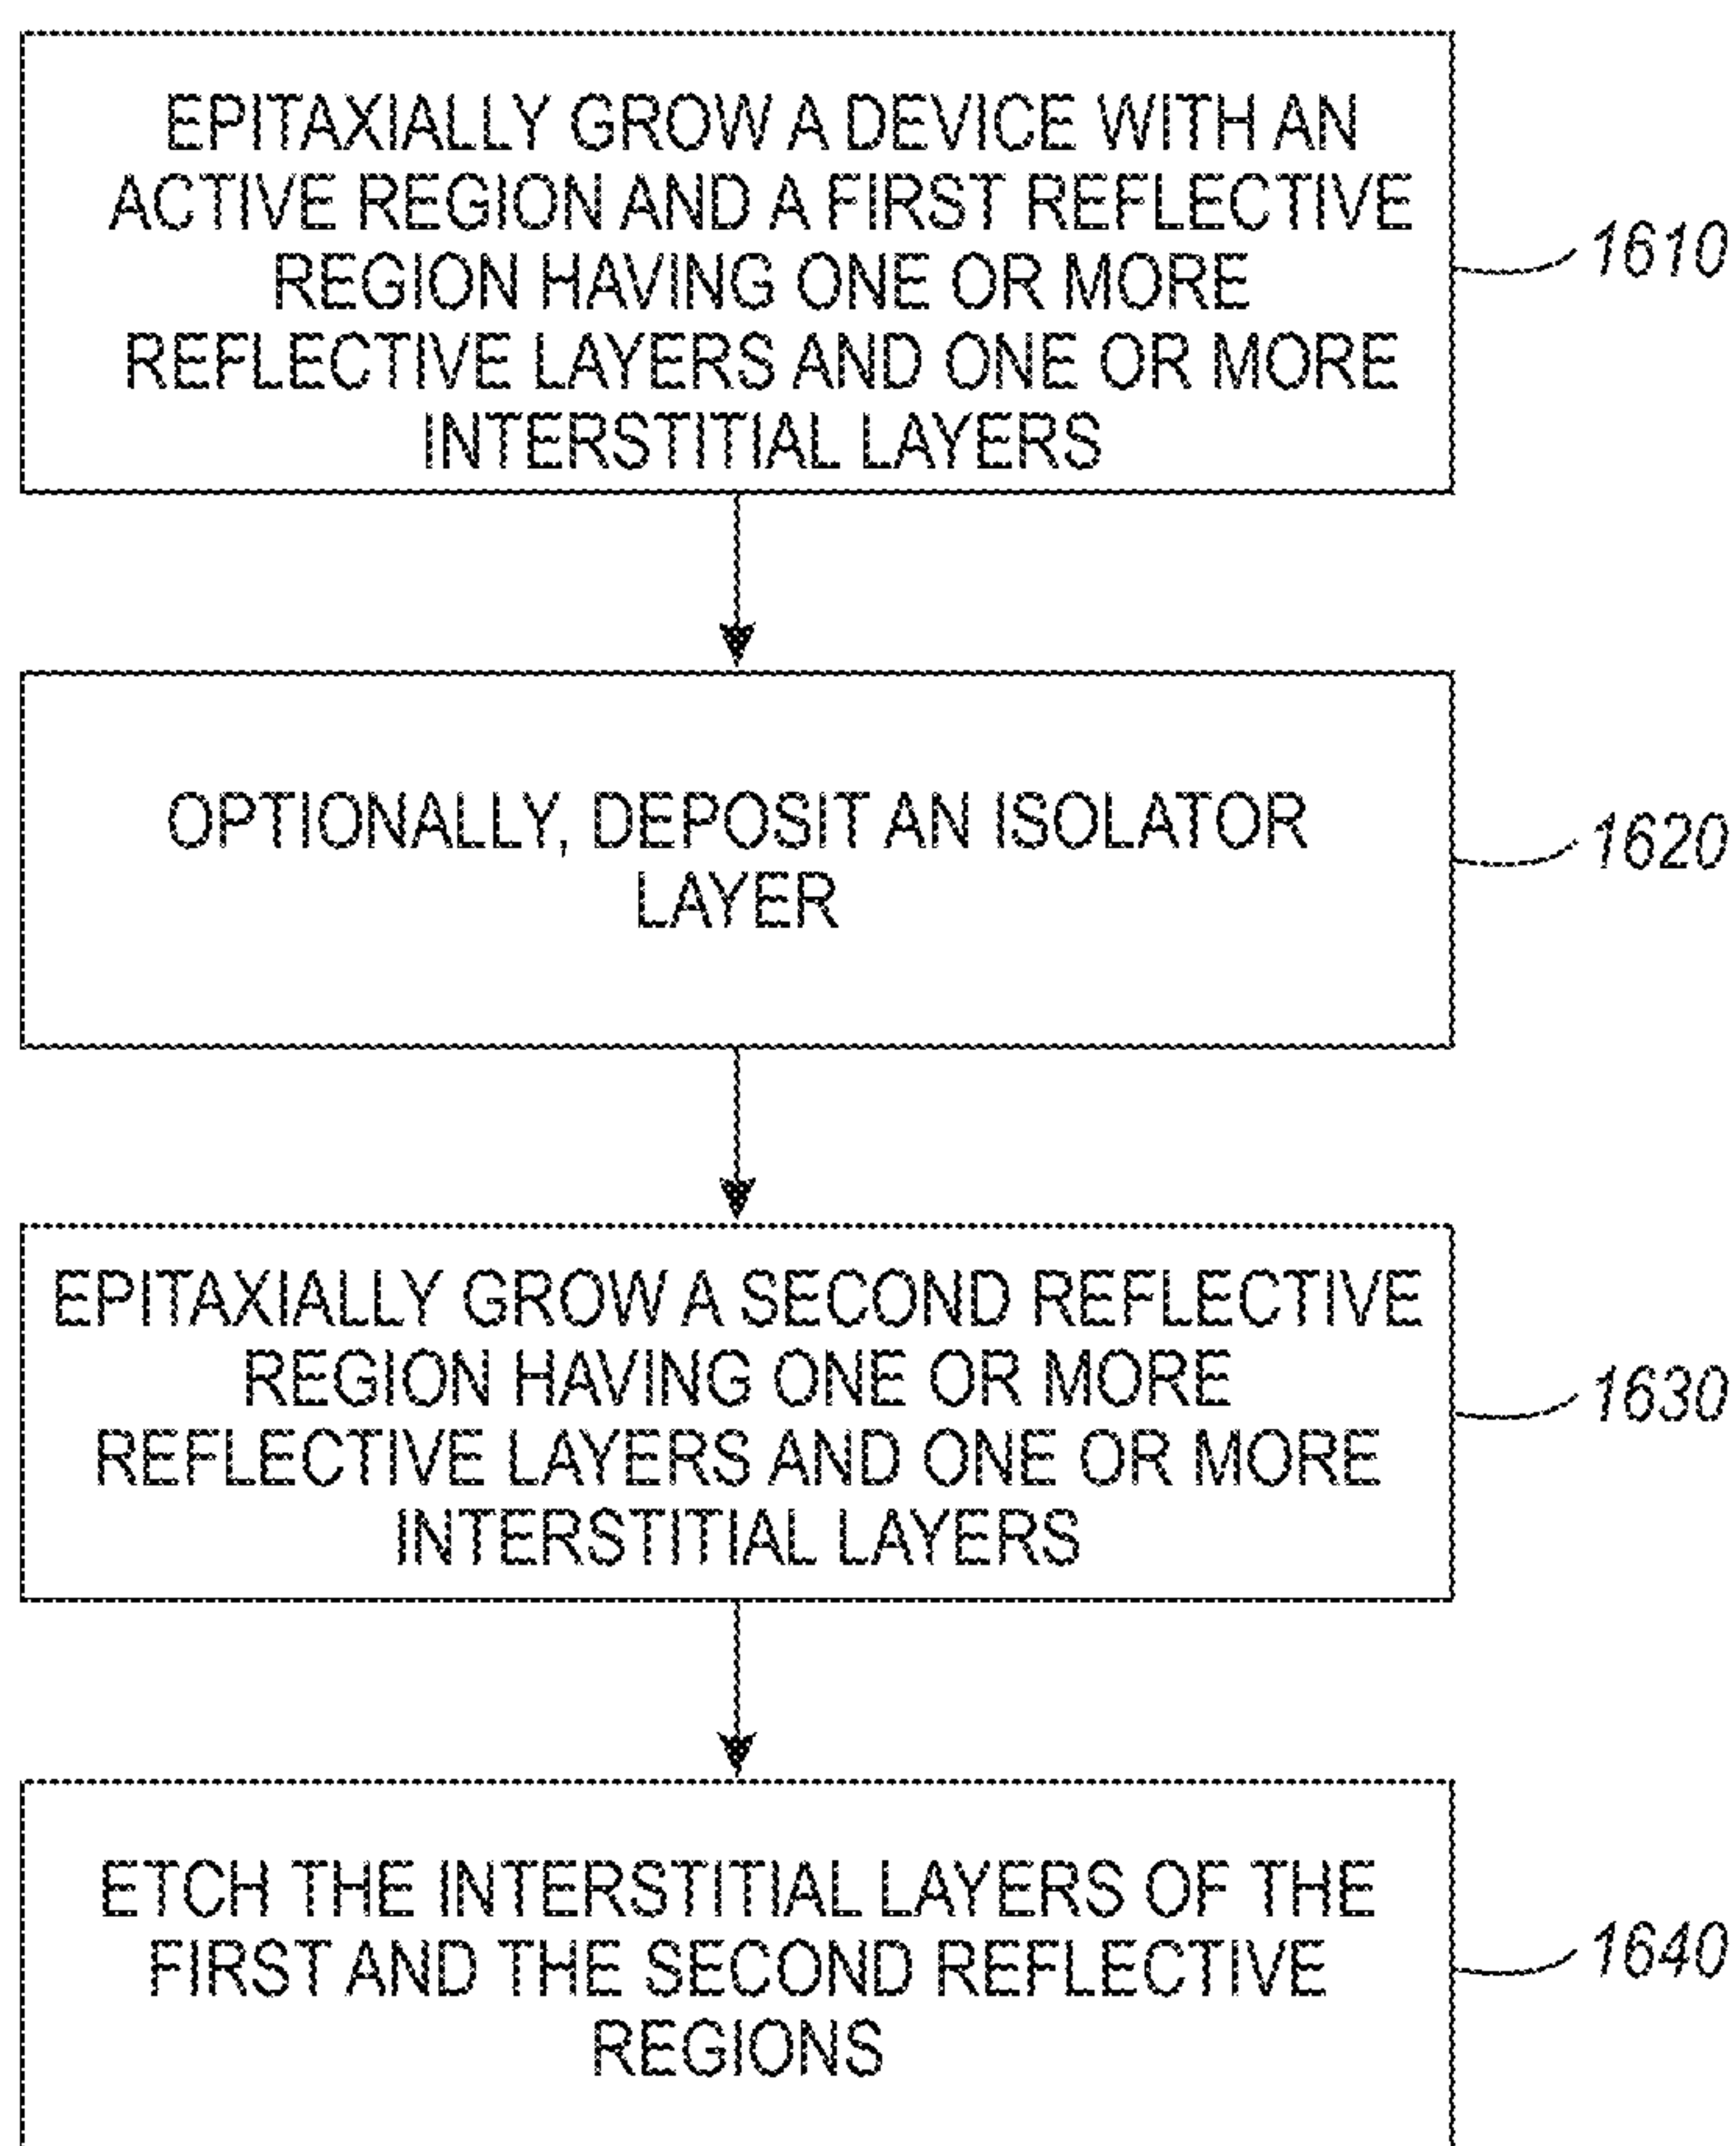 EPITAXIALLY GROW A DEVICE WITH AN
ACTIVE REGION AND A FIRST REFLECTIVE
REGION HAVING ONE OR MORE
REFLECTIVE LAYERS AND ONE OR MORE
INTERSTITIAL LAYERS
1610
OPTIONALLY, DEPOSIT AN ISOLATOR
LAYER
1620
EPITAXIALLY GROW A SECOND REFLECTIVE
REGION HAVING ONE OR MORE
REFLECTIVE LAYERS AND ONE OR MORE
INTERSTITIAL LAYERS
1630
ETCH THE INTERSTITIAL LAYERS OF THE
FIRST AND THE SECOND REFLECTIVE
REGIONS
1640